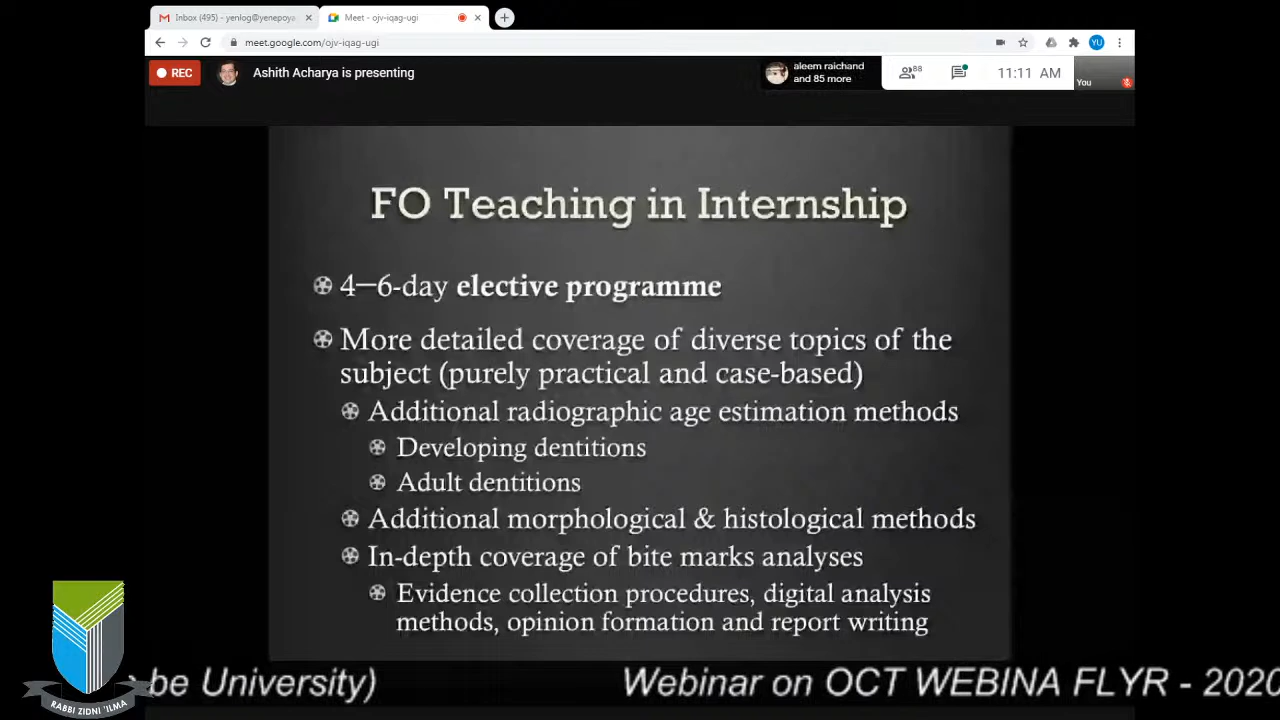 Inbox (495) - yenlog@yenepoya
Meet - ojv-iqag-ugi
meet.google.com/ojv-iqag-ugi
YU
REC
Ashith Acharya is presenting
aleem raichand
and 85 more
88
11:11 AM
You
FO Teaching in Internship
4–6-day elective programme
More detailed coverage of diverse topics of the
subject (purely practical and case-based)
Additional radiographic age estimation methods
Developing dentitions
Adult dentitions
Additional morphological & histological methods
In-depth coverage of bite marks analyses
Evidence collection procedures, digital analysis
methods, opinion formation and report writing
be University) Webinar on OCT WEBINA FLYR - 2020
RABBI ZIDNI 'ILMA